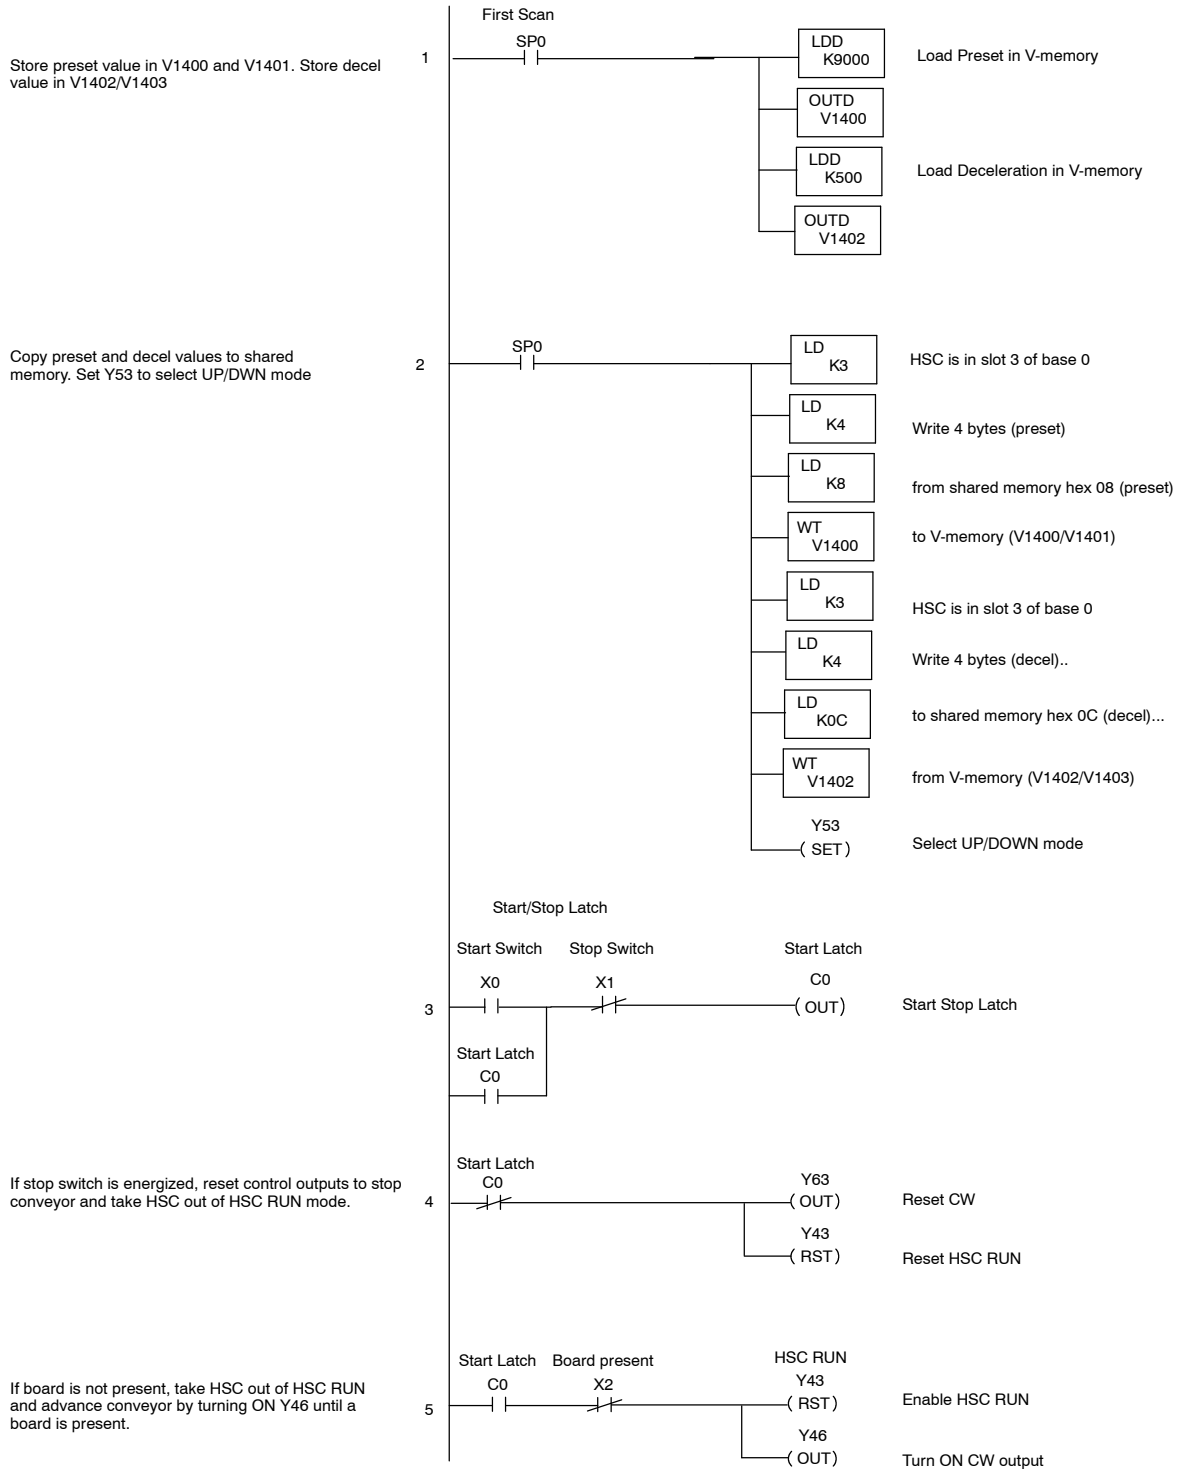 First Scan
Store preset value in V1400 and V1401. Store decel
value in V1402/V1403
1
SP0
LDD
K9000
Load Preset in V-memory
OUTD
V1400
LDD
K500
Load Deceleration in V-memory
OUTD
V1402
Copy preset and decel values to shared
memory. Set Y53 to select UP/DWN mode
2
SP0
LD
K3
HSC is in slot 3 of base 0
LD
K4
Write 4 bytes (preset)
LD
K8
from shared memory hex 08 (preset)
WT
V1400
to V-memory (V1400/V1401)
LD
K3
HSC is in slot 3 of base 0
LD
K4
Write 4 bytes (decel)..
LD
K0C
to shared memory hex 0C (decel)...
WT
V1402
from V-memory (V1402/V1403)
Y53
( SET )
Select UP/DOWN mode
Start/Stop Latch
Start Switch
Stop Switch
Start Latch
3
X0
X1
C0
( OUT )
Start Stop Latch
Start Latch
C0
If stop switch is energized, reset control outputs to stop
conveyor and take HSC out of HSC RUN mode.
4
Start Latch
C0
Y63
( OUT )
Reset CW
Y43
( RST )
Reset HSC RUN
If board is not present, take HSC out of HSC RUN
and advance conveyor by turning ON Y46 until a
board is present.
5
Start Latch
C0
Board present
X2
HSC RUN
Y43
( RST )
Enable HSC RUN
Y46
( OUT )
Turn ON CW output